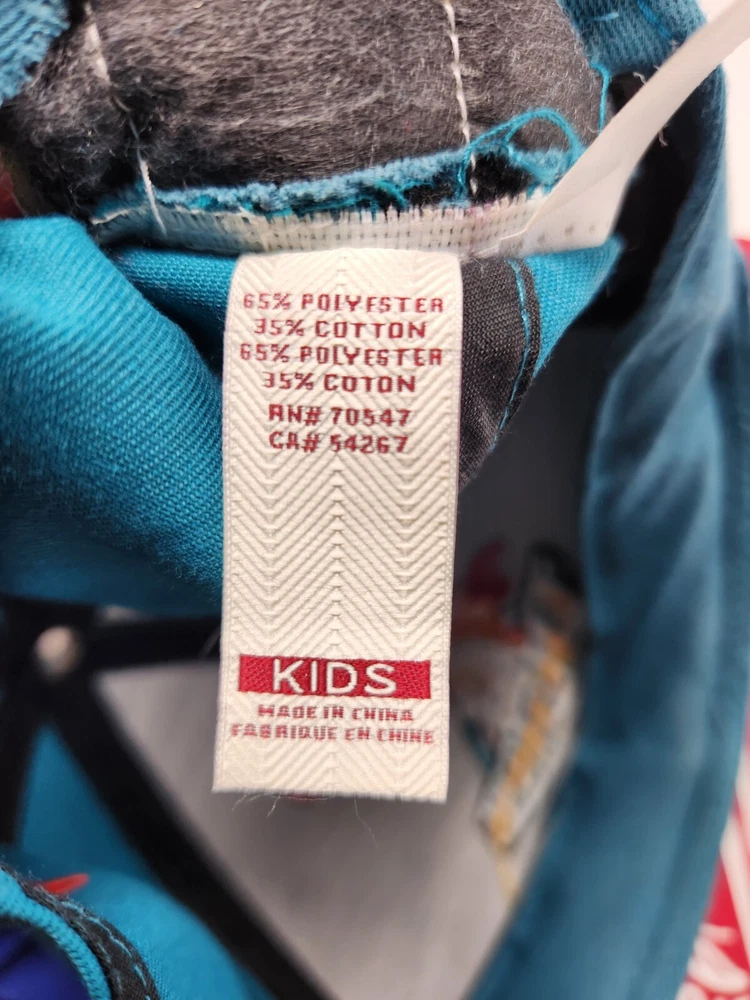 65% POLYESTER
35% COTTON
65% POLYESTER
35% COTON
RN# 70547
CA# 54267
KIDS
MADE IN CHINA
FABRIQUE EN CHINE